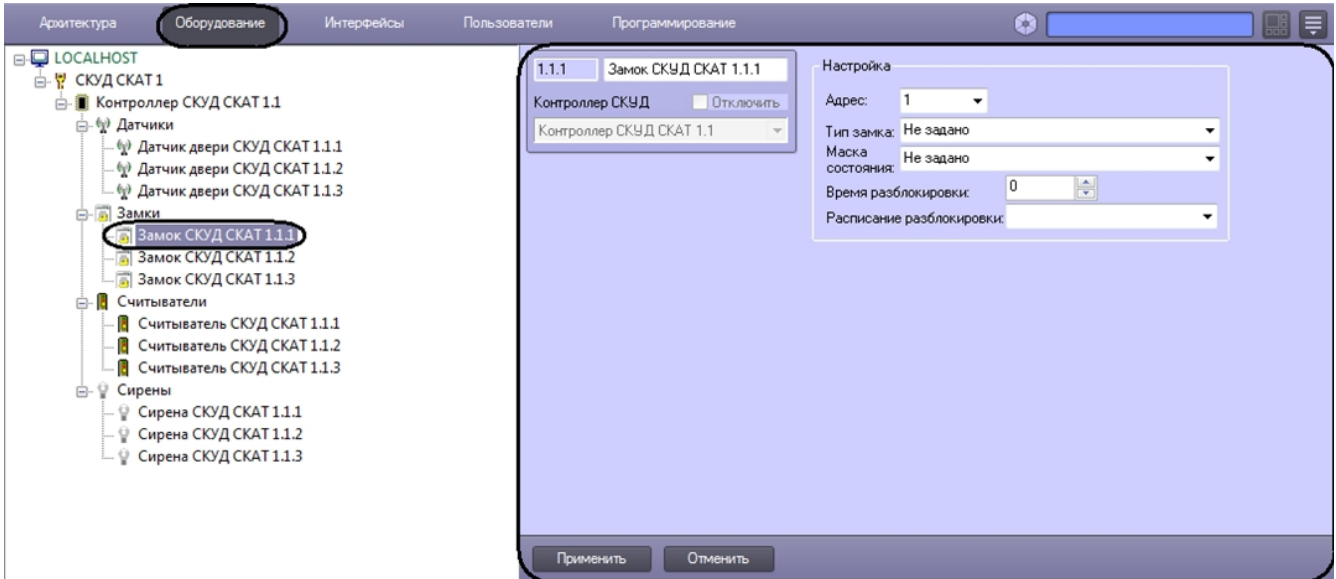 Архитектура Оборудование Интерфейсы Пользователи Программирование
LOCALHOST
СКУД СКАТ 1
Контроллер СКУД СКАТ 1.1
Датчики
Датчик двери СКУД СКАТ 1.1.1
Датчик двери СКУД СКАТ 1.1.2
Датчик двери СКУД СКАТ 1.1.3
Замки
Замок СКУД СКАТ 1.1.1
Замок СКУД СКАТ 1.1.2
Замок СКУД СКАТ 1.1.3
Считыватели
Считыватель СКУД СКАТ 1.1.1
Считыватель СКУД СКАТ 1.1.2
Считыватель СКУД СКАТ 1.1.3
Сирены
Сирена СКУД СКАТ 1.1.1
Сирена СКУД СКАТ 1.1.2
Сирена СКУД СКАТ 1.1.3
1.1.1 Замок СКУД СКАТ 1.1.1
Контроллер СКУД Отключить
Контроллер СКУД СКАТ 1.1
Настройка
Адрес: 1
Тип замка: Не задано
Маска
состояния: Не задано
Время разблокировки: 0
Расписание разблокировки:
Применить Отменить